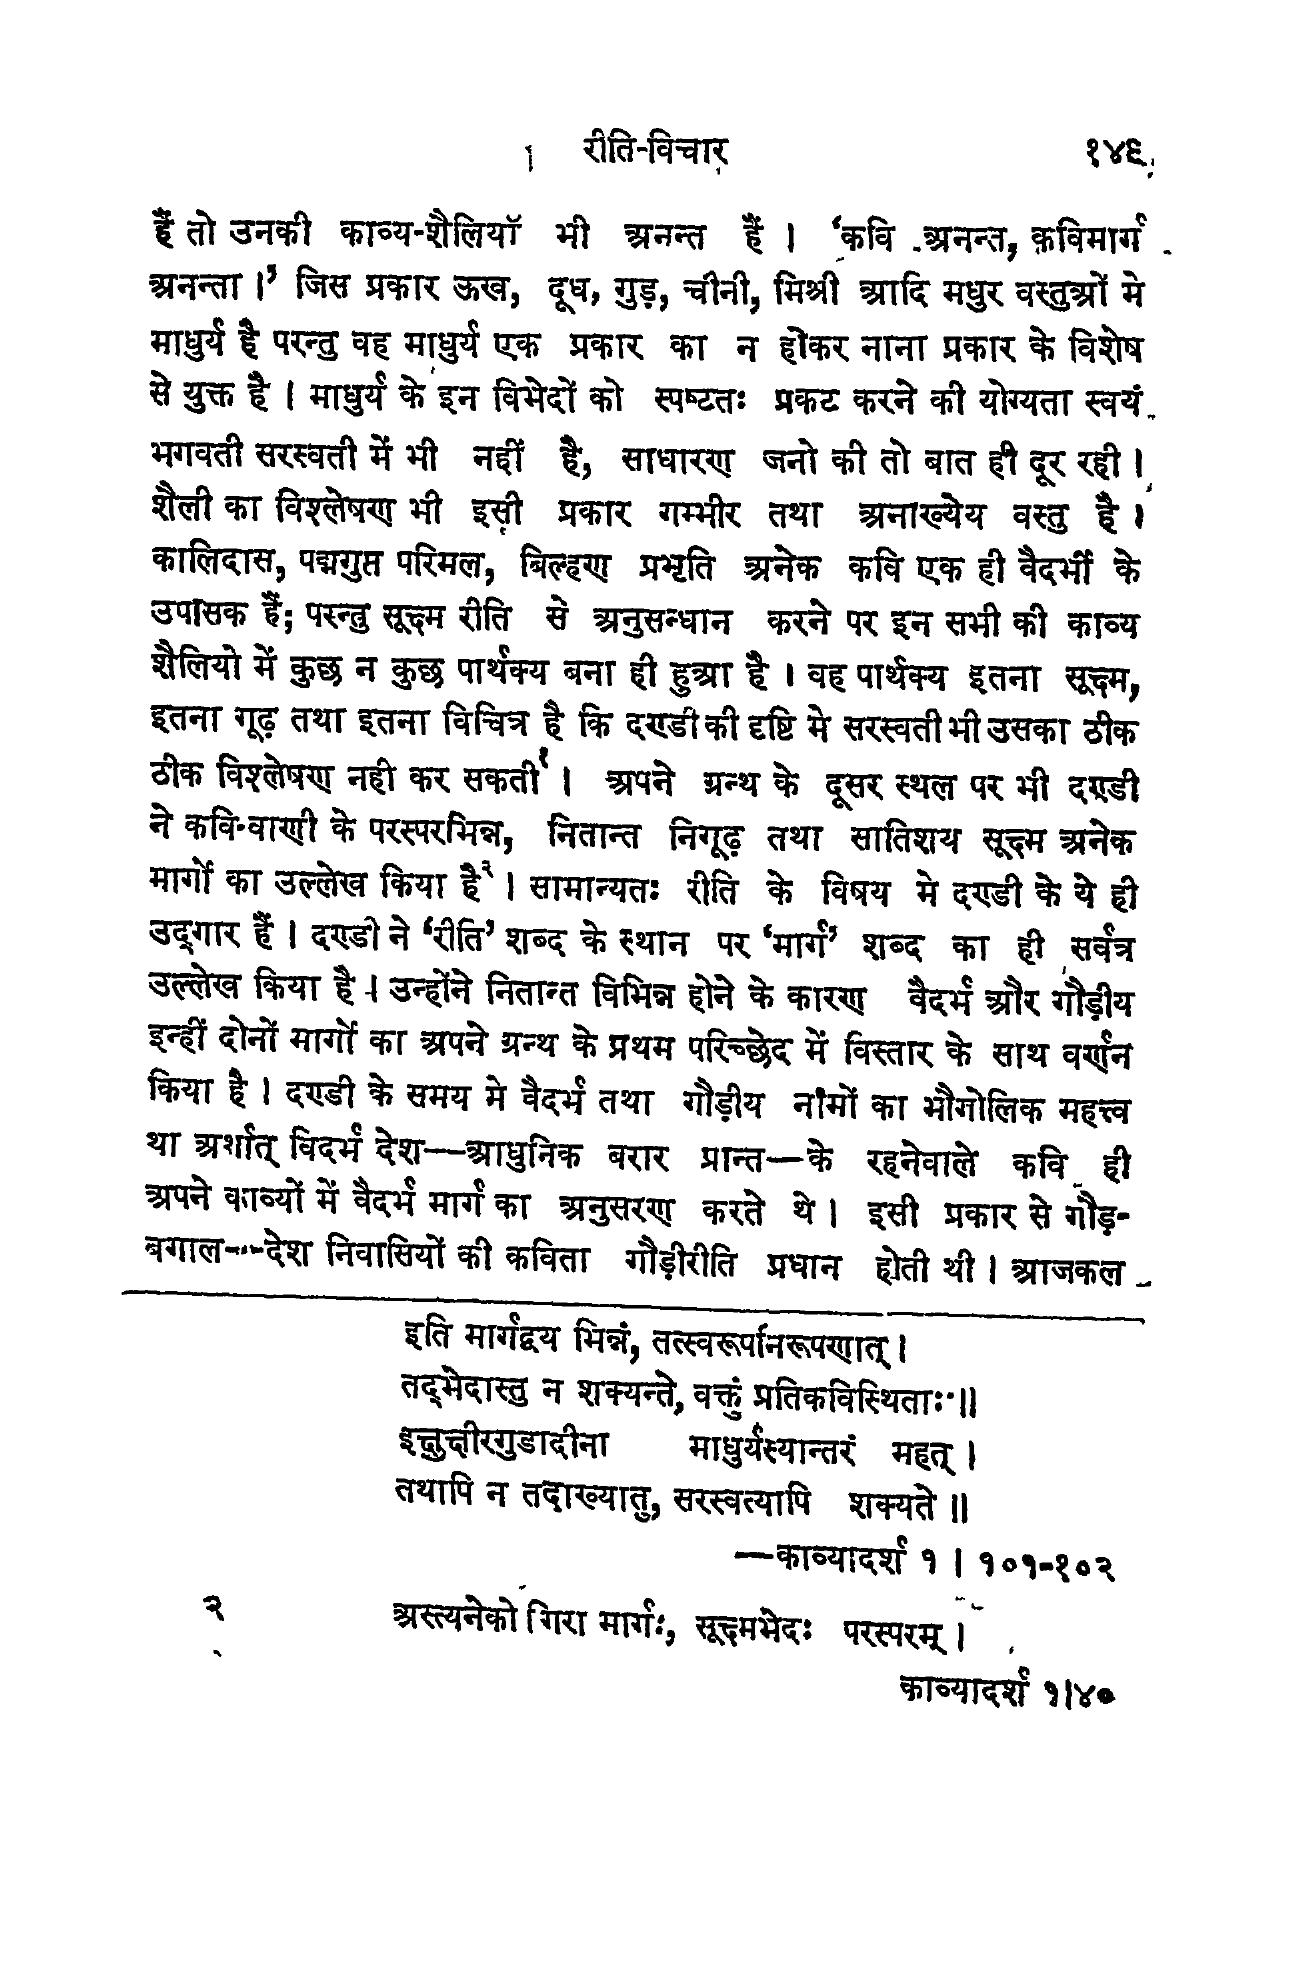 रीति-विचार १४९
हैं तो उनकी काव्य-शैलियॉ भी अनन्त हैं । ‘कवि अनन्त, कविमार्ग
अनन्ता ।’ जिस प्रकार ऊख, दूध, गुड़, चीनी, मिश्री आदि मधुर वस्तुओं मे
माधुर्य है परन्तु वह माधुर्य एक प्रकार का न होकर नाना प्रकार के विशेष
से युक्त है । माधुर्य के इन विभेदों को स्पष्टतः प्रकट करने की योग्यता स्वयं
भगवती सरस्वती में भी नहीं है, साधारण जनो की तो बात ही दूर रही ।
शैली का विश्लेषण भी इसी प्रकार गम्भीर तथा अनाख्येय वस्तु है ।
कालिदास, पद्मगुप्त परिमल, बिल्हण प्रभृति अनेक कवि एक ही वैदर्भी के
उपासक हैं; परन्तु सूक्ष्म रीति से अनुसन्धान करने पर इन सभी की काव्य
शैलियो में कुछ न कुछ पार्थक्य बना ही हुआ है । वह पार्थक्य इतना सूक्ष्म,
इतना गूढ़ तथा इतना विचित्र है कि दण्डी की दृष्टि मे सरस्वती भी उसका ठीक
ठीक विश्लेषण नही कर सकती१ । अपने ग्रन्थ के दूसर स्थल पर भी दण्डी
ने कवि-वाणी के परस्परभिन्न, नितान्त निगूढ़ तथा सातिशय सूक्ष्म अनेक
मार्गो का उल्लेख किया है२ । सामान्यतः रीति के विषय मे दण्डी के ये ही
उद्गार हैं । दण्डी ने ‘रीति’ शब्द के स्थान पर ‘मार्ग’ शब्द का ही सर्वत्र
उल्लेख किया है । उन्होंने नितान्त विभिन्न होने के कारण वैदर्भ और गौड़ीय
इन्हीं दोनों मार्गो का अपने ग्रन्थ के प्रथम परिच्छेद में विस्तार के साथ वर्णन
किया है । दण्डी के समय मे वैदर्भ तथा गौड़ीय नामों का भौगोलिक महत्त्व
था अर्थात् विदर्भ देश—आधुनिक बरार प्रान्त—के रहनेवाले कवि ही
अपने काव्यों में वैदर्भ मार्ग का अनुसरण करते थे । इसी प्रकार से गौड़-
बगाल—देश निवासियों की कविता गौड़ीरीति प्रधान होती थी । आजकल
इति मार्गद्वय भिन्नं, तत्स्वरूपनिरूपणात् ।
तद्भेदास्तु न शक्यन्ते, वक्तुं प्रतिकविस्थिताः ॥
इक्षुक्षीरगुडादीना माधुर्यस्यान्तरं महत् ।
तथापि न तदाख्यातु, सरस्वत्यापि शक्यते ॥
—काव्यादर्श १ । १०१-१०२
२ अस्त्यनेको गिरा मार्गः, सूक्ष्मभेदः परस्परम् ।
काव्यादर्श १।४०